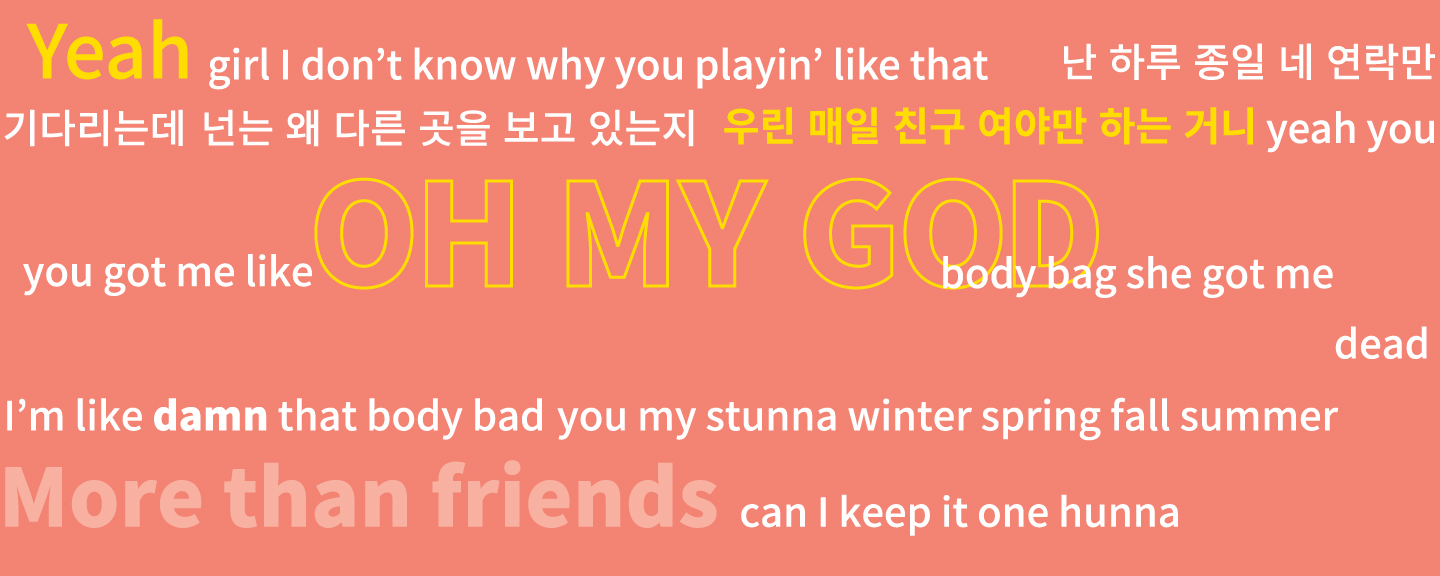 Yeah girl I don’t know why you playin’ like that 난 하루 종일 네 연락만
기다리는데 넌는 왜 다른 곳을 보고 있는지 우린 매일 친구 여야만 하는 거니 yeah you
you got me like OH MY GOD body bag she got me
dead
I’m like damn that body bad you my stunna winter spring fall summer
More than friends can I keep it one hunna